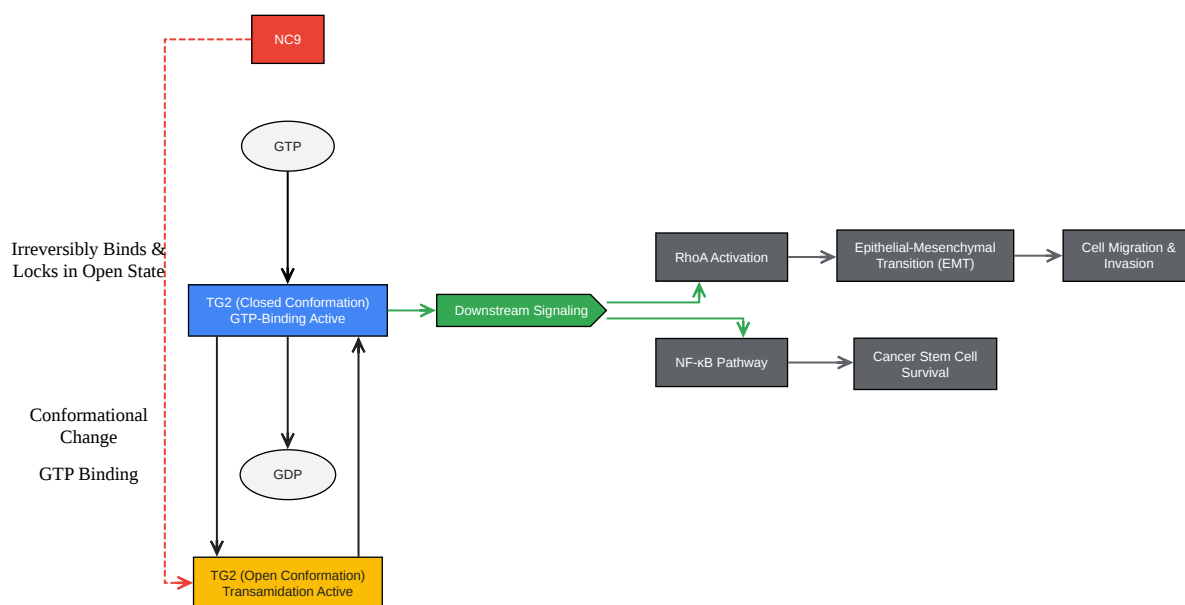 NC9
GTP
Irreversibly Binds &
Locks in Open State
TG2 (Closed Conformation)
GTP-Binding Active
Downstream Signaling
RhoA Activation
Epithelial-Mesenchymal
Transition (EMT)
Cell Migration &
Invasion
NF-κB Pathway
Cancer Stem Cell
Survival
Conformational
Change
GTP Binding
GDP
TG2 (Open Conformation)
Transamidation Active